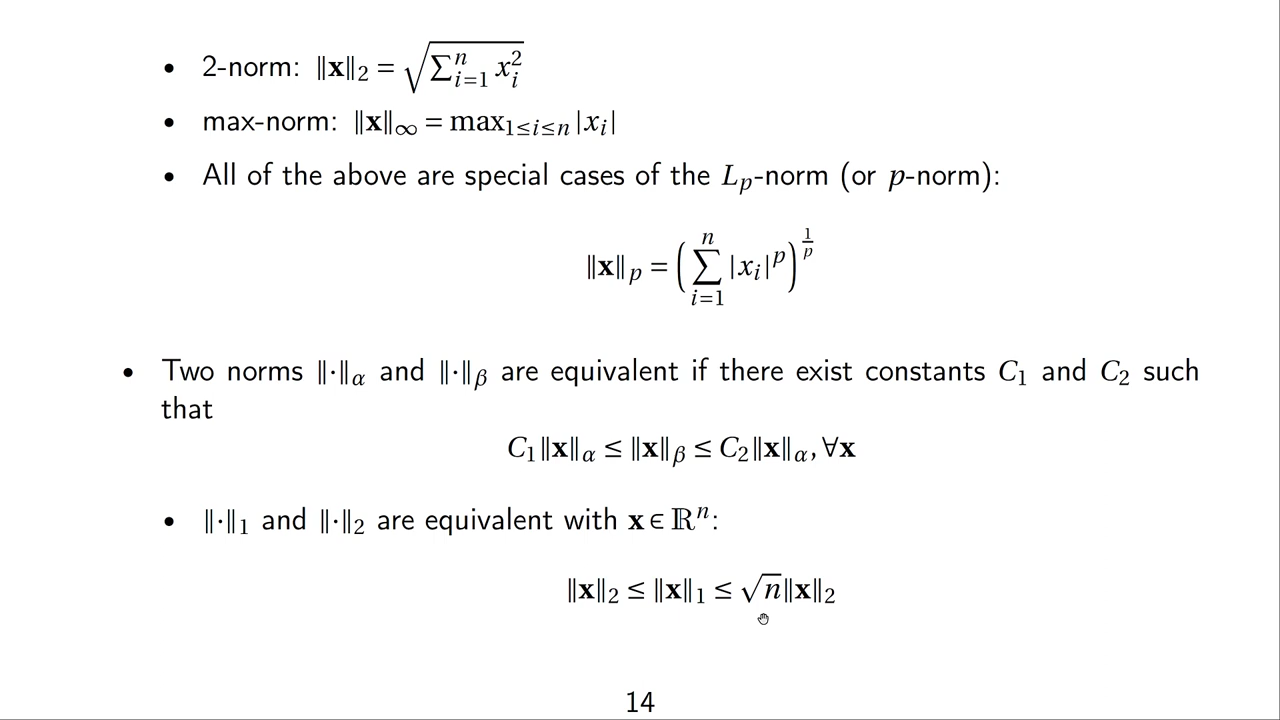 • 2-norm: ‖x‖₂ = √(∑ⁿᵢ₌₁ xᵢ²)
• max-norm: ‖x‖∞ = max₁≤ᵢ≤ₙ |xᵢ|
• All of the above are special cases of the Lₚ-norm (or p-norm):
‖x‖ₚ = (∑ⁿᵢ₌₁ |xᵢ|ᵖ)^(1/p)
• Two norms ‖·‖α and ‖·‖β are equivalent if there exist constants C₁ and C₂ such
that
C₁‖x‖α ≤ ‖x‖β ≤ C₂‖x‖α, ∀x
• ‖·‖₁ and ‖·‖₂ are equivalent with x ∈ ℝⁿ:
‖x‖₂ ≤ ‖x‖₁ ≤ √n‖x‖₂
14